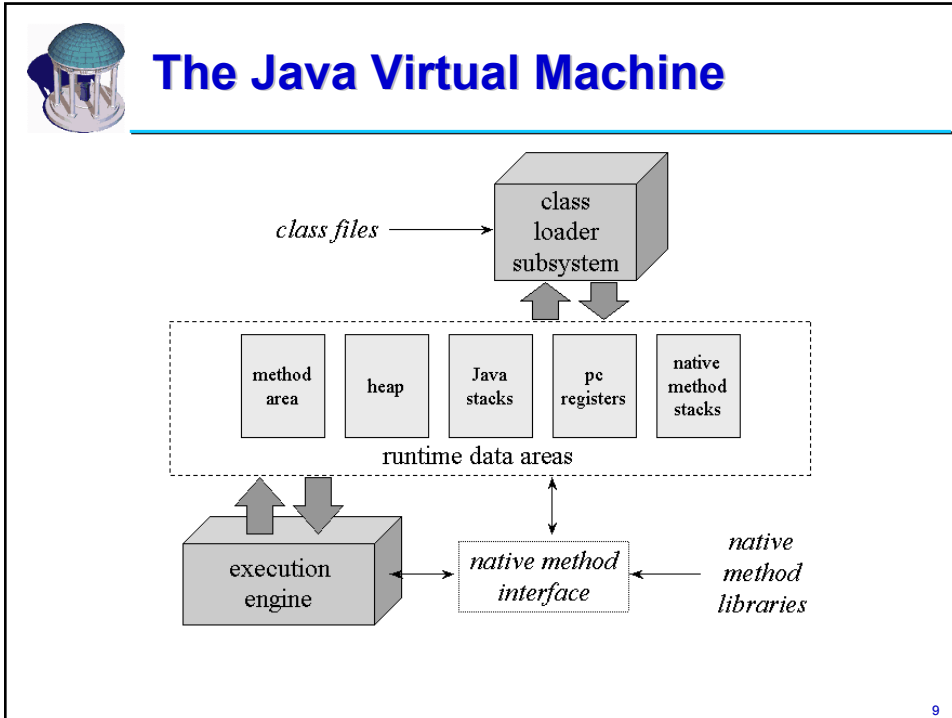 The Java Virtual Machine
class files
class
loader
subsystem
method
area
heap
Java
stacks
pc
registers
native
method
stacks
runtime data areas
execution
engine
native method
interface
native
method
libraries
9